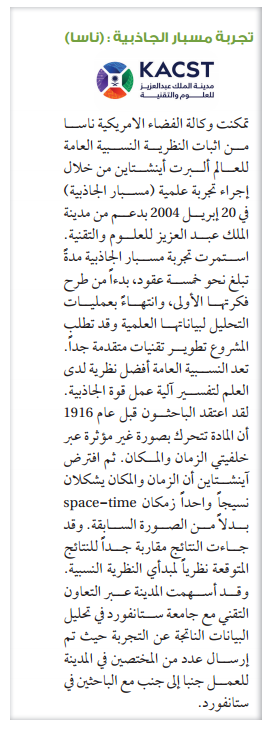 تجربة مسبار الجاذبية : (ناسا)
KACST
مدينة الملك عبدالعزيز
للعلوم والتقنية
تمكنت وكالة الفضاء الامريكية ناسا
من اثبات النظرية النسبية العامة
للعالم ألبرت أينشتاين من خلال
إجراء تجربة علمية (مسبار الجاذبية)
في 20 إبريل 2004 بدعم من مدينة
الملك عبد العزيز للعلوم والتقنية.
استمرت تجربة مسبار الجاذبية مدةً
تبلغ نحو خمسة عقود، بدءاً من طرح
فكرتها الأولى، وانتهاءً بعمليات
التحليل لبياناتها العلمية وقد تطلب
المشروع تطوير تقنيات متقدمة جداً.
تعد النسبية العامة أفضل نظرية لدى
العلم لتفسير آلية عمل قوة الجاذبية.
لقد اعتقد الباحثون قبل عام 1916
أن المادة تتحرك بصورة غير مؤثرة عبر
خلفيتي الزمان والمكان. ثم افترض
آينشتاين أن الزمان والمكان يشكلان
نسيجاً واحداً زمكان space-time
بدلاً من الصورة السابقة. وقد
جاءت النتائج مقاربة جداً للنتائج
المتوقعة نظرياً لمبدأي النظرية النسبية.
وقد أسهمت المدينة عبر التعاون
التقني مع جامعة ستانفورد في تحليل
البيانات الناتجة عن التجربة حيث تم
إرسال عدد من المختصين في المدينة
للعمل جنبا إلى جنب مع الباحثين في
ستانفورد.